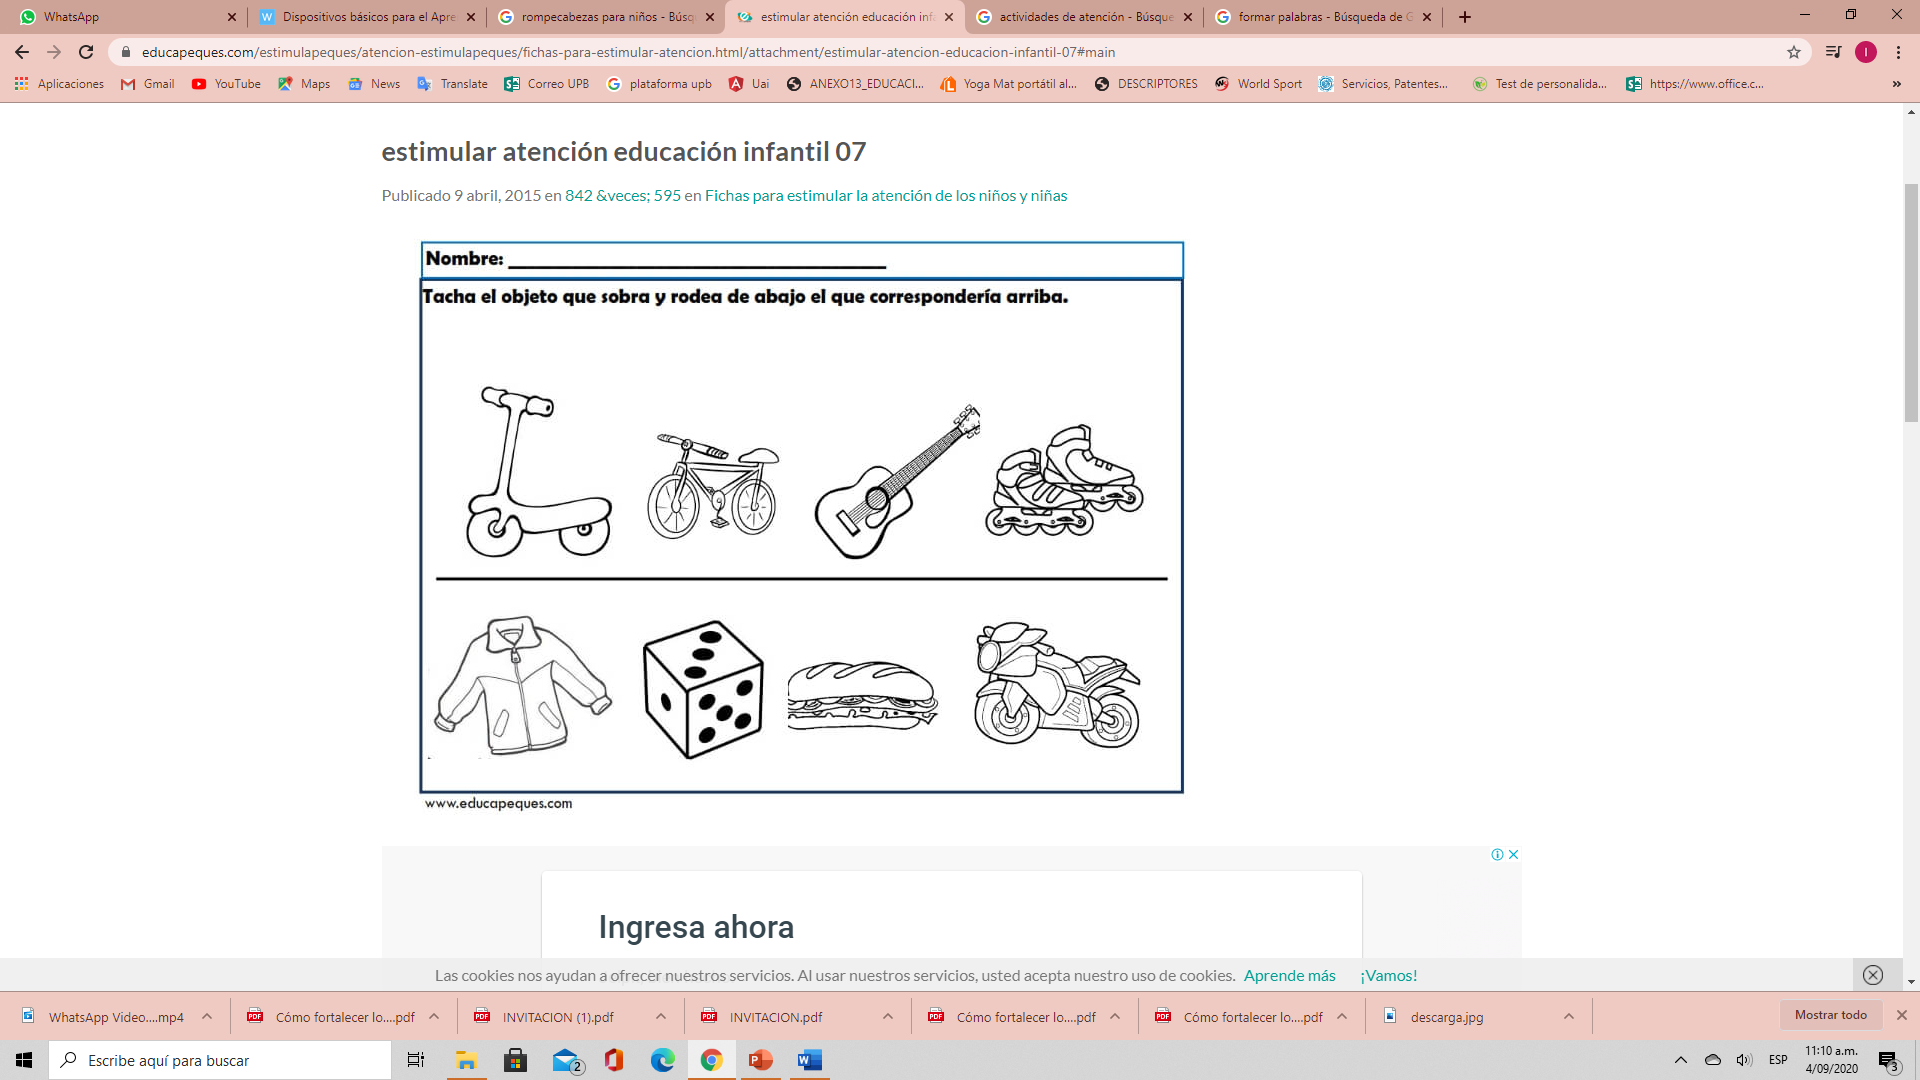 WhatsApp
Dispositivos básicos para el Apre
rompecabezas para niños - Búsq
estimular atención educación infa
actividades de atención - Búsque
formar palabras - Búsqueda de G
educapeques.com/estimulapeques/atencion-estimulapeques/fichas-para-estimular-atencion.html/attachment/estimular-atencion-educacion-infantil-07#main
I
Aplicaciones
Gmail
YouTube
Maps
News
Translate
Correo UPB
plataforma upb
Uai
ANEXO13_EDUCACI...
Yoga Mat portátil al...
DESCRIPTORES
World Sport
Servicios, Patentes...
Test de personalida...
https://www.office.c...
»
estimular atención educación infantil 07
Publicado 9 abril, 2015 en 842 &veces; 595 en Fichas para estimular la atención de los niños y niñas
Nombre:
Tacha el objeto que sobra y rodea de abajo el que correspondería arriba.
www.educapeques.com
Ingresa ahora
Las cookies nos ayudan a ofrecer nuestros servicios. Al usar nuestros servicios, usted acepta nuestro uso de cookies. Aprende más ¡Vamos!
WhatsApp Video....mp4
Cómo fortalecer lo....pdf
INVITACION (1).pdf
INVITACION.pdf
Cómo fortalecer lo....pdf
Cómo fortalecer lo....pdf
descarga.jpg
Mostrar todo
Escribe aquí para buscar
2
ESP
11:10 a.m.
4/09/2020
3